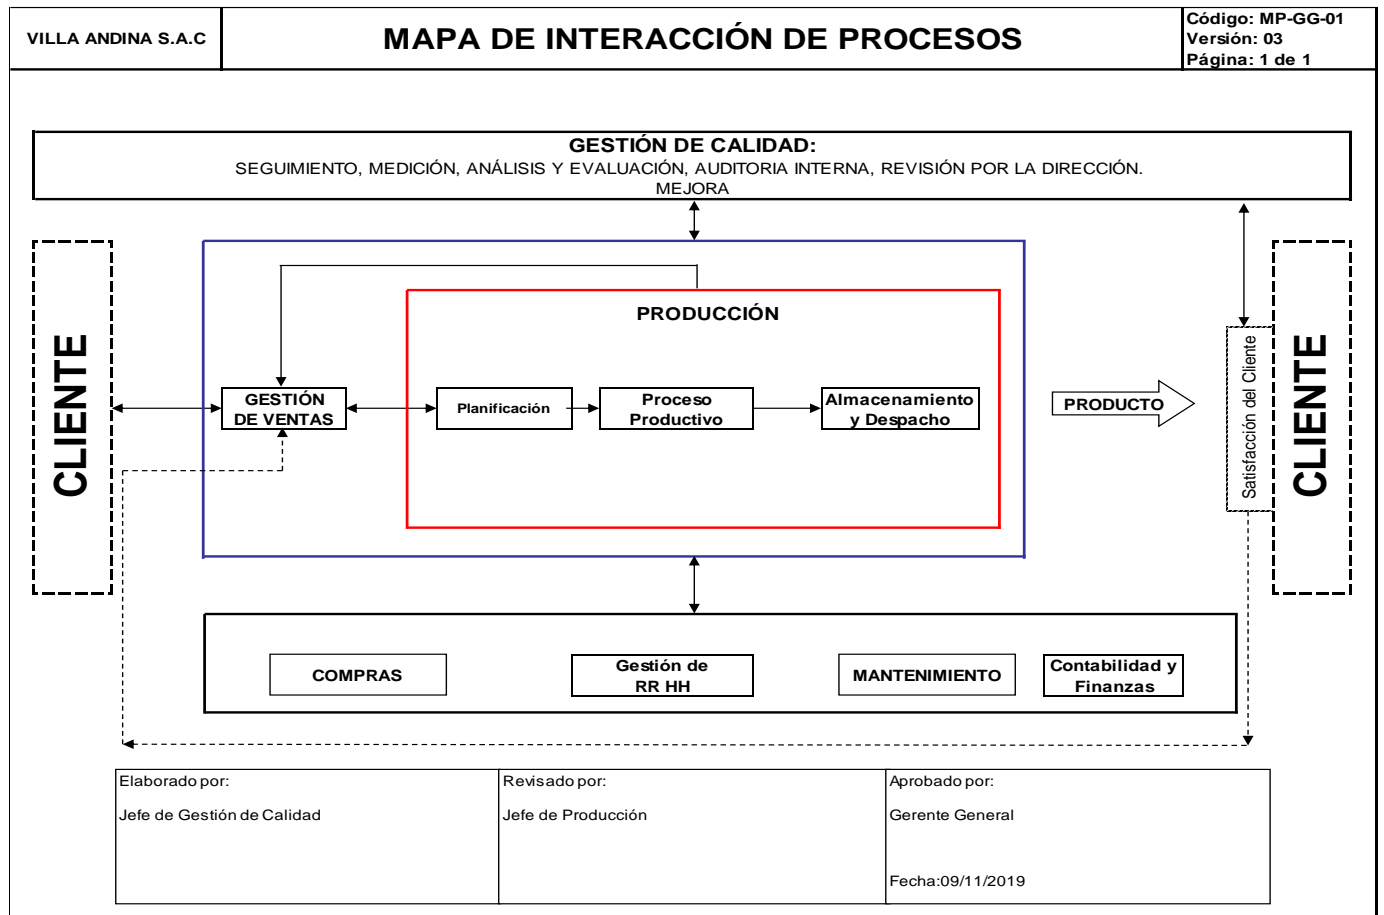 VILLA ANDINA S.A.C
MAPA DE INTERACCIÓN DE PROCESOS
Código: MP-GG-01
Versión: 03
Página: 1 de 1
GESTIÓN DE CALIDAD:
SEGUIMIENTO, MEDICIÓN, ANÁLISIS Y EVALUACIÓN, AUDITORIA INTERNA, REVISIÓN POR LA DIRECCIÓN.
MEJORA
CLIENTE
PRODUCCIÓN
GESTIÓN
DE VENTAS
Planificación
Proceso
Productivo
Almacenamiento
y Despacho
PRODUCTO
Satisfacción del Cliente
CLIENTE
COMPRAS
Gestión de
RR HH
MANTENIMIENTO
Contabilidad y
Finanzas
Elaborado por:
Jefe de Gestión de Calidad
Revisado por:
Jefe de Producción
Aprobado por:
Gerente General
Fecha:09/11/2019